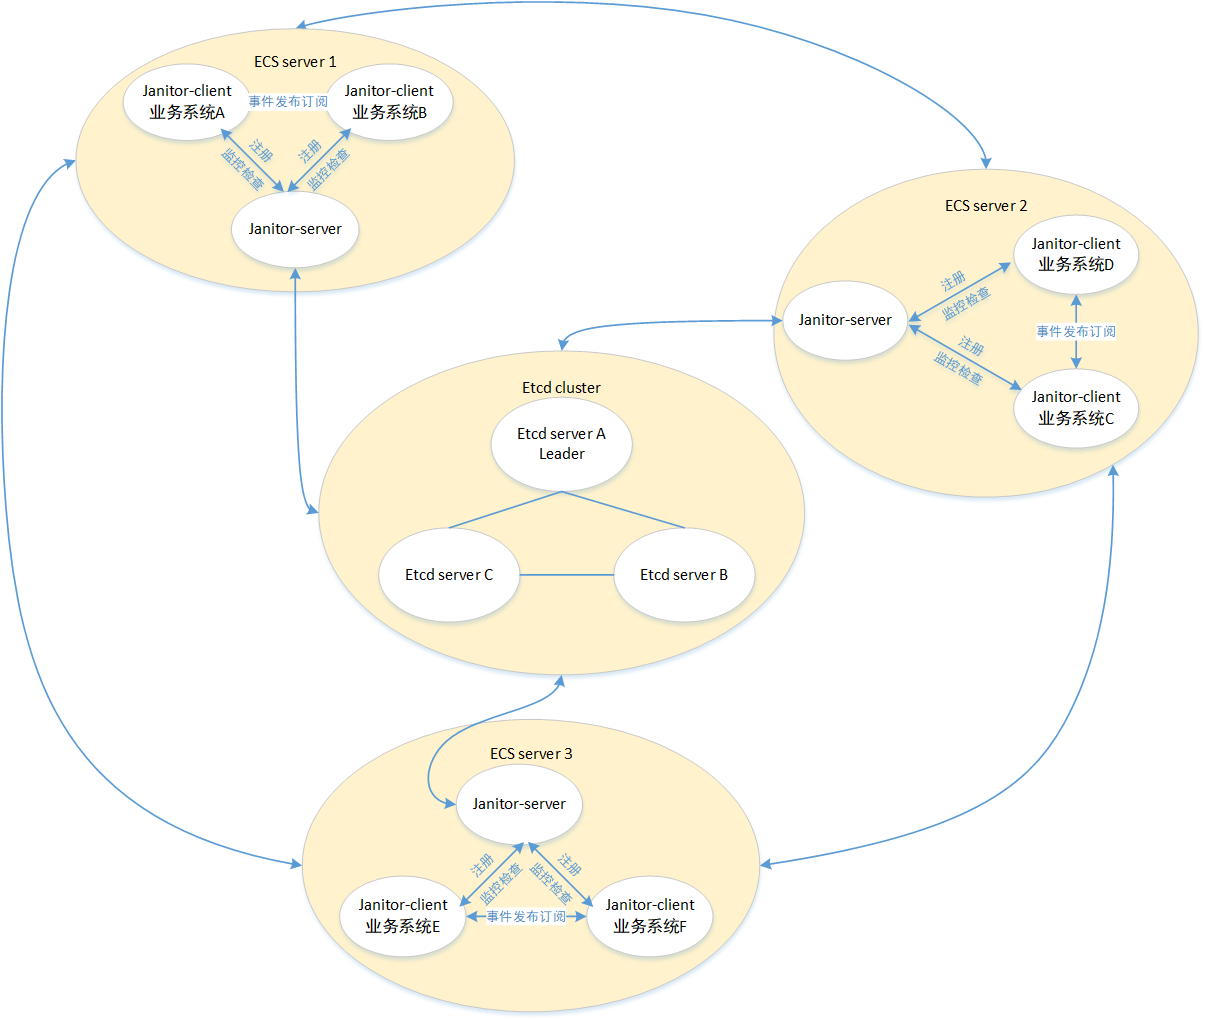 ECS server 1
Janitor-client
业务系统A
事件发布订阅
Janitor-client
业务系统B
注册
监控检查
注册
监控检查
Janitor-server
ECS server 2
Janitor-client
业务系统D
注册
监控检查
Janitor-server
事件发布订阅
注册
监控检查
Janitor-client
业务系统C
Etcd cluster
Etcd server A
Leader
Etcd server C
Etcd server B
ECS server 3
Janitor-server
注册
监控检查
注册
监控检查
Janitor-client
业务系统E
事件发布订阅
Janitor-client
业务系统F